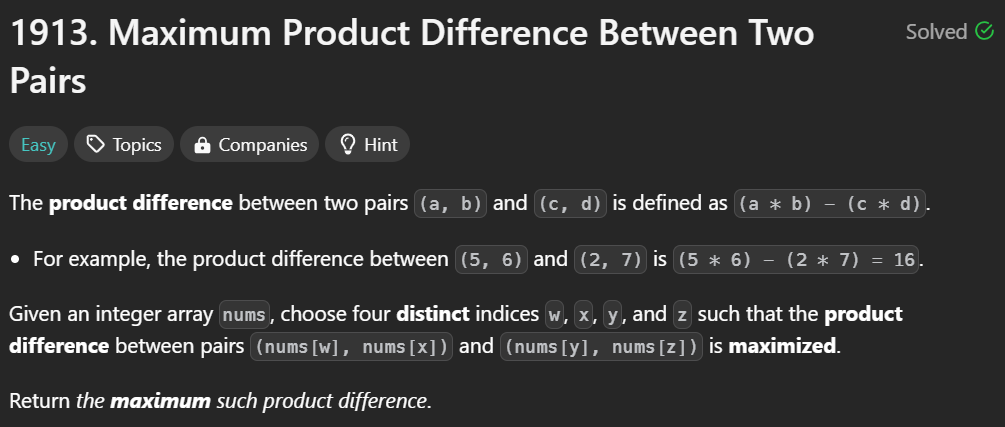 1913. Maximum Product Difference Between Two
Pairs
Solved
Easy
Topics
Companies
Hint
The product difference between two pairs (a, b) and (c, d) is defined as (a * b) - (c * d).
• For example, the product difference between (5, 6) and (2, 7) is (5 * 6) - (2 * 7) = 16.
Given an integer array nums, choose four distinct indices w, x, y, and z such that the product
difference between pairs (nums[w], nums[x]) and (nums[y], nums[z]) is maximized.
Return the maximum such product difference.